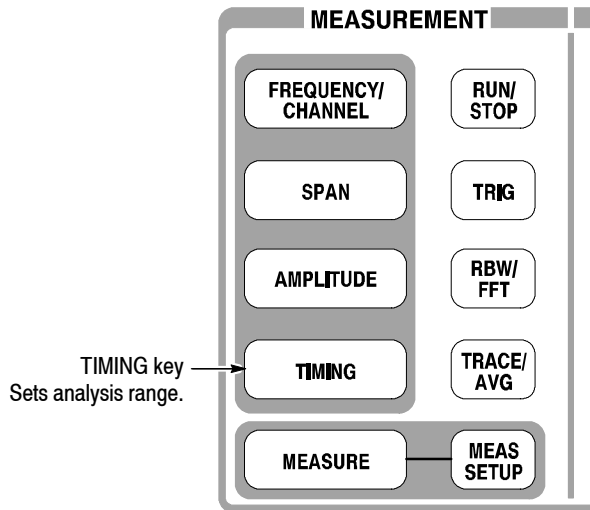 MEASUREMENT
FREQUENCY/
CHANNEL
RUN/
STOP
SPAN
TRIG
AMPLITUDE
RBW/
FFT
TIMING key
Sets analysis range.
TIMING
TRACE/
AVG
MEASURE
MEAS
SETUP